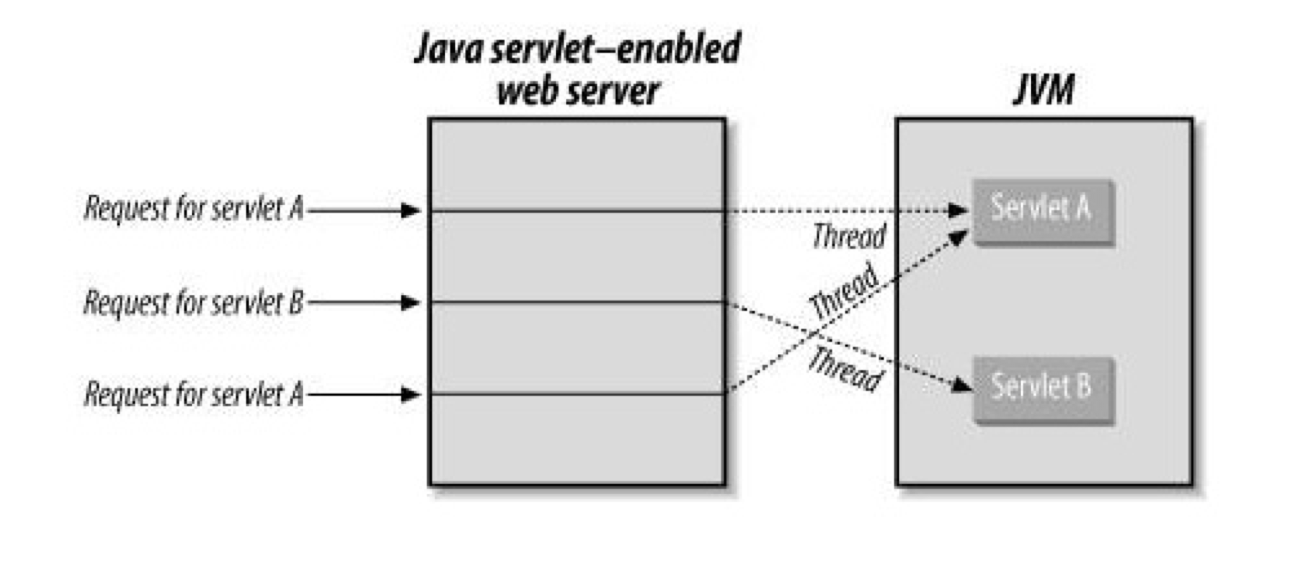 Java servlet–enabled
web server
JVM
Request for servlet A
Thread
Servlet A
Request for servlet B
Thread
Thread
Servlet B
Request for servlet A